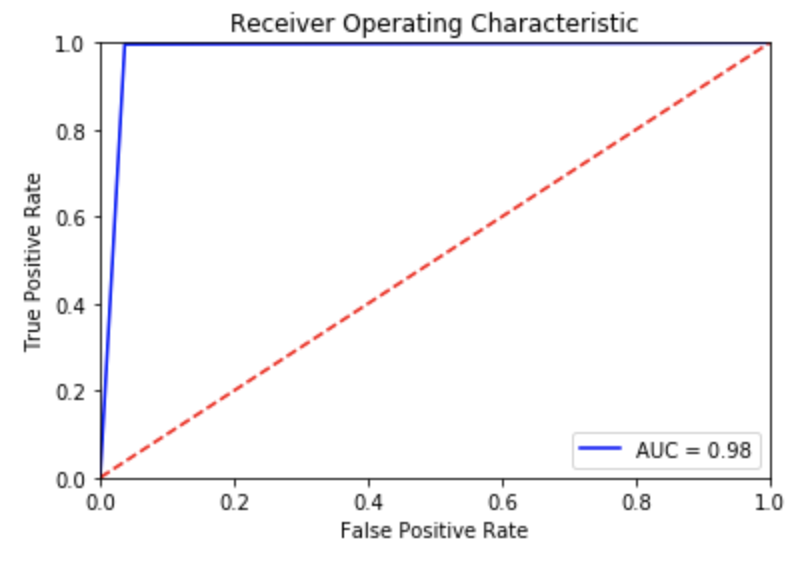 Receiver Operating Characteristic
1.0
0.8
0.6
0.4
0.2
0.0
True Positive Rate
AUC = 0.98
0.0 0.2 0.4 0.6 0.8 1.0
False Positive Rate